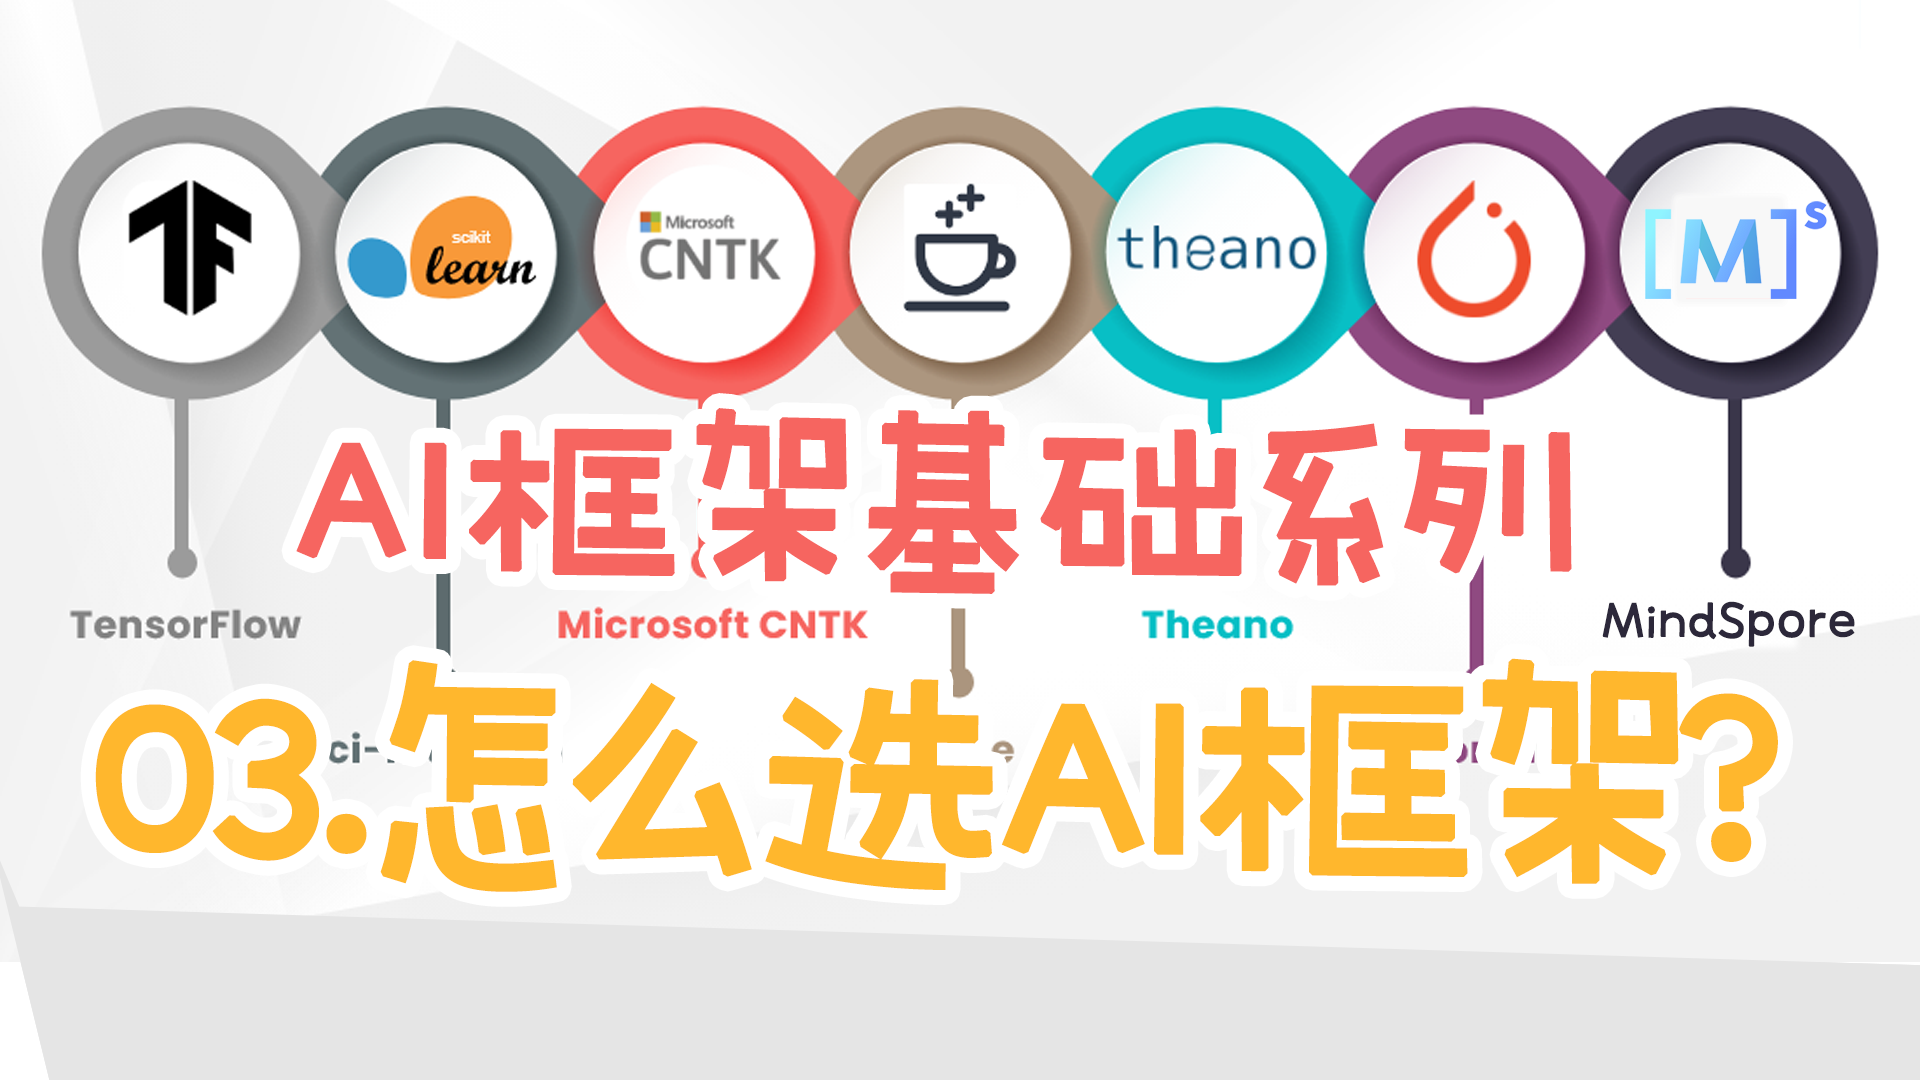 scikit
learn
Microsoft
CNTK
theano
[M]s
AI框架基础系列
TensorFlow
Microsoft CNTK
Theano
MindSpore
03.怎么选AI框架?